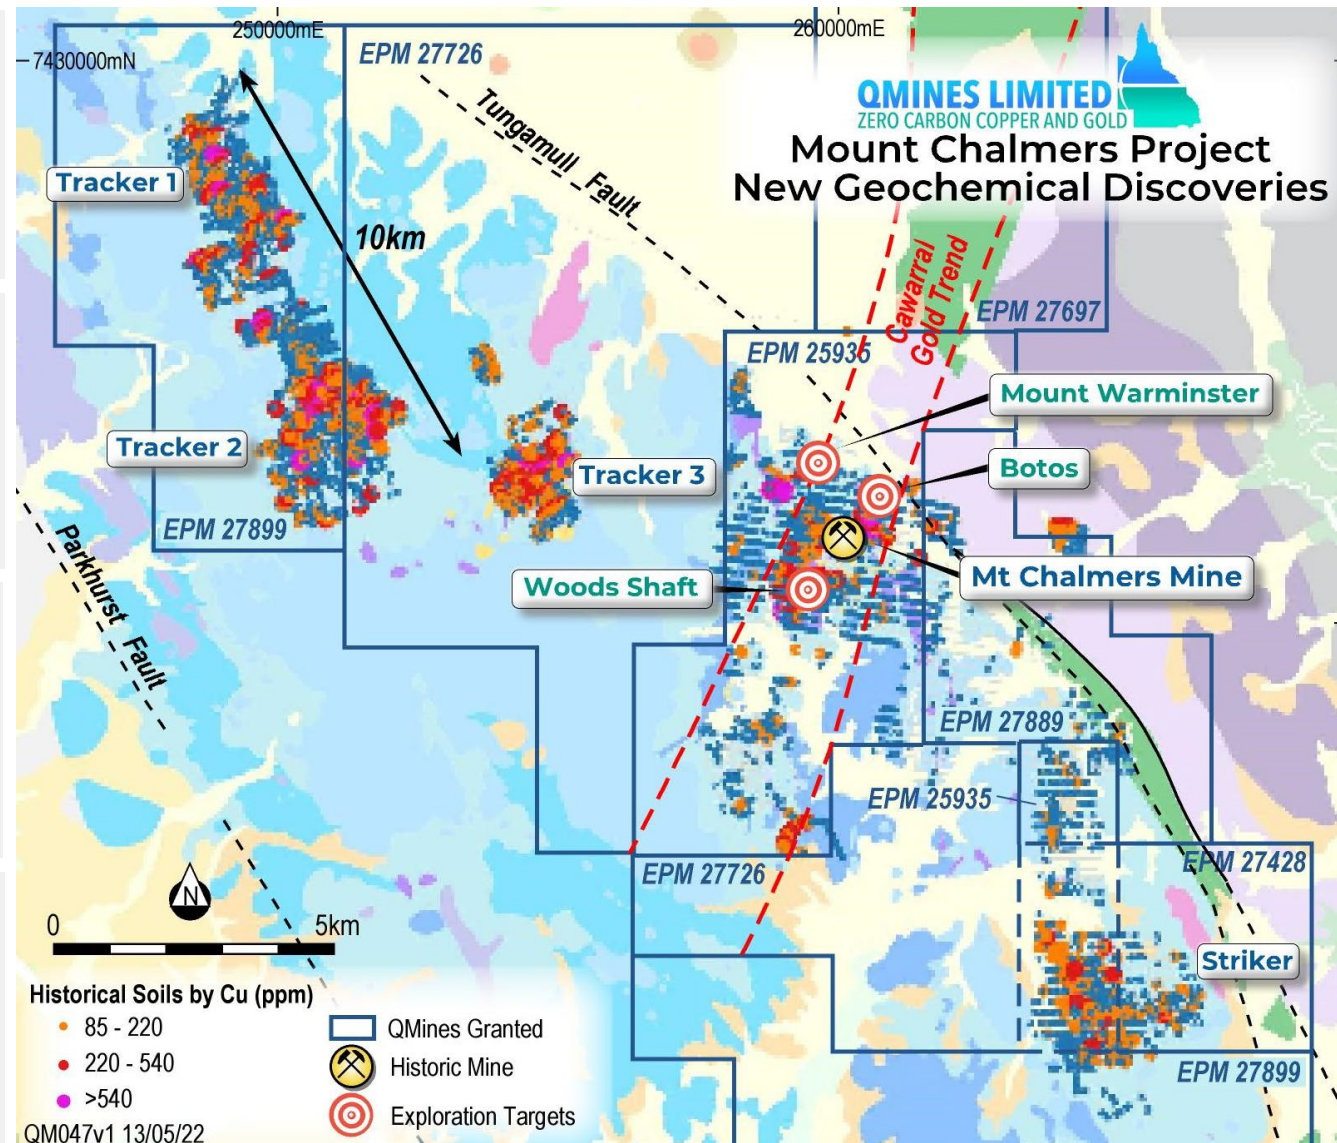 250000mE
260000mE
7430000mN
EPM 27726
QMINES LIMITED
ZERO CARBON COPPER AND GOLD
Mount Chalmers Project
New Geochemical Discoveries
Tungamull Fault
Tracker 1
10km
Cawarral
Gold Trend
EPM 27697
EPM 25935
Mount Warminster
Tracker 2
Tracker 3
Botos
EPM 27899
Parkhurst Fault
Woods Shaft
Mt Chalmers Mine
EPM 27889
EPM 25935
EPM 27726
EPM 27428
N
0 5km
Striker
Historical Soils by Cu (ppm)
85 - 220
220 - 540
>540
QMines Granted
Historic Mine
Exploration Targets
EPM 27899
QM047v1 13/05/22